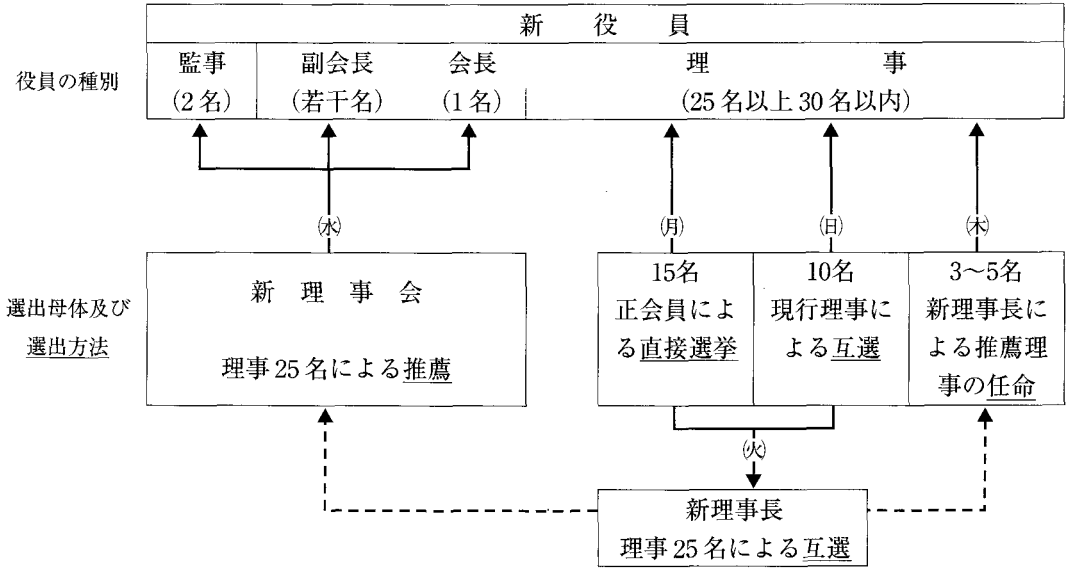 新役員
役員の種別
監事
(2名)
副会長
(若干名)
会長
(1名)
理事
(25名以上30名以内)
㈬
㈪
㈰
㈭
選出母体及び
選出方法
新理事会
理事25名による推薦
15名
正会員によ
る直接選挙
10名
現行理事に
よる互選
3〜5名
新理事長に
よる推薦理
事の任命
㈫
新理事長
理事25名による互選